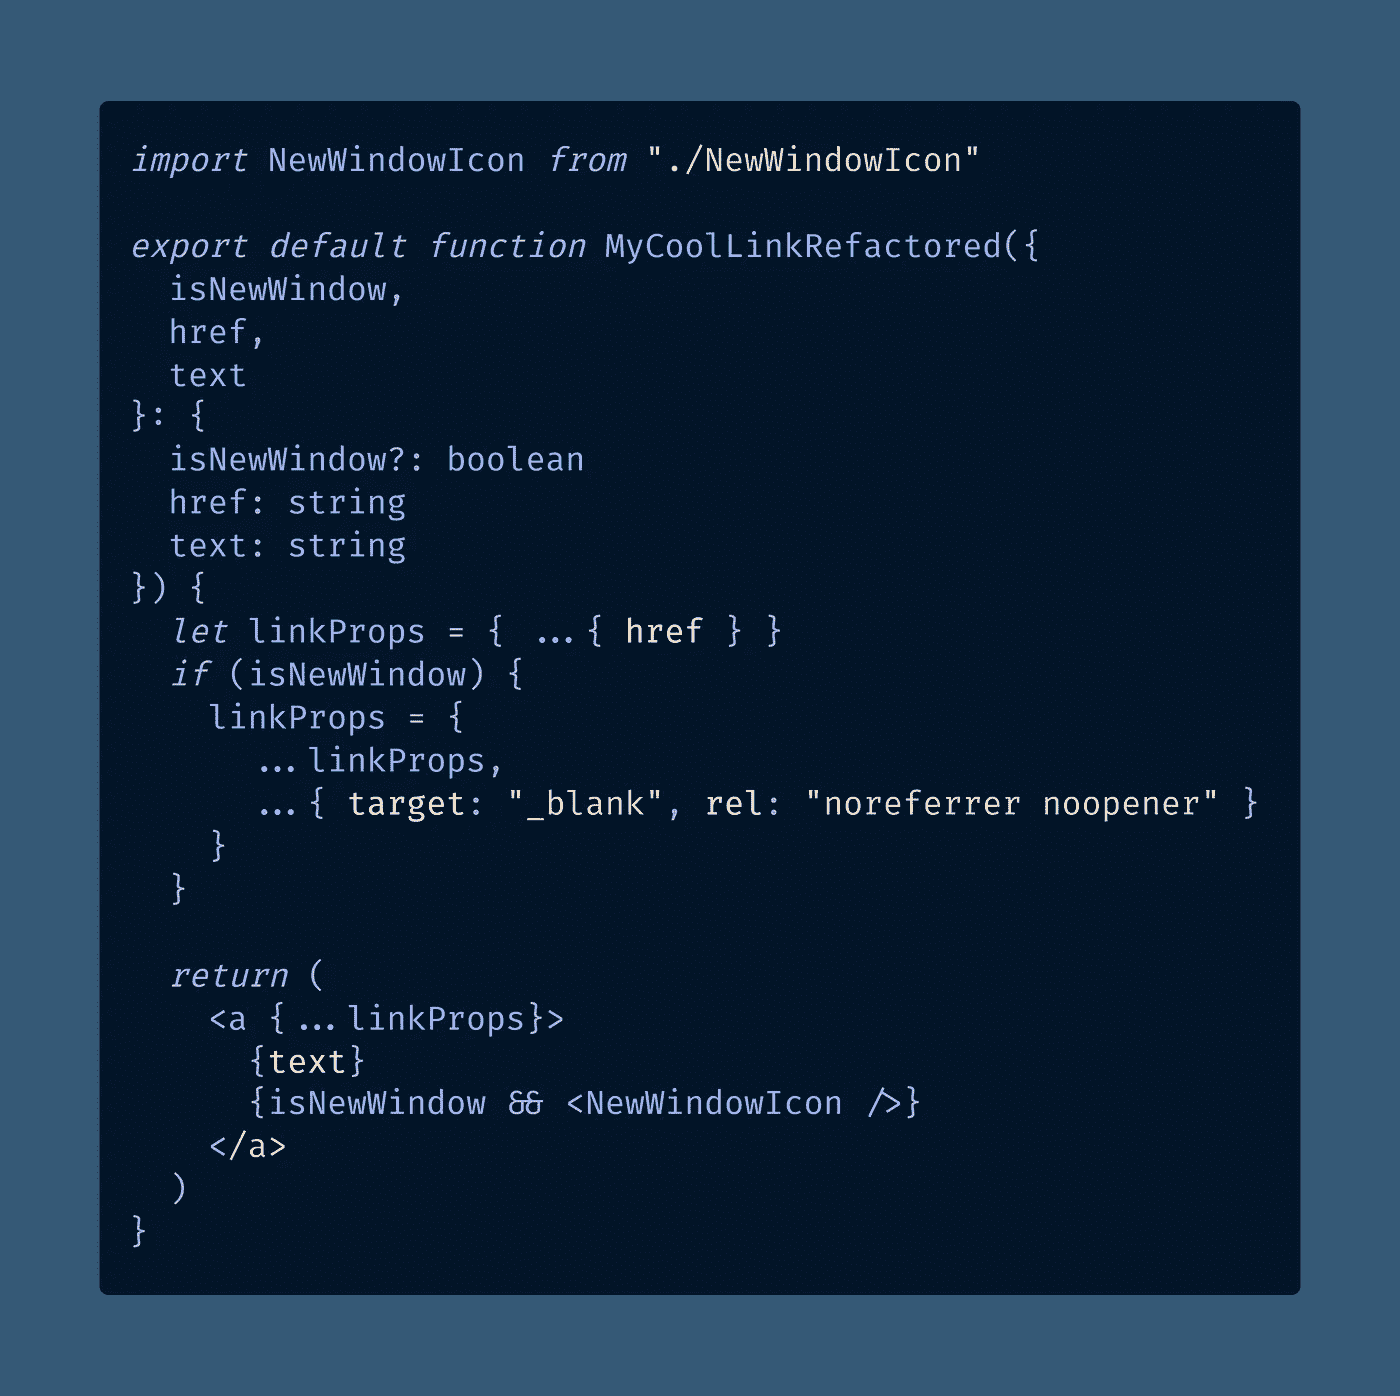 import NewWindowIcon from "./NewWindowIcon"

export default function MyCoolLinkRefactored({
  isNewWindow,
  href,
  text
}: {
  isNewWindow?: boolean
  href: string
  text: string
}) {
  let linkProps = { ...{ href } }
  if (isNewWindow) {
    linkProps = {
      ...linkProps,
      ...{ target: "_blank", rel: "noreferrer noopener" }
    }
  }

  return (
    <a {...linkProps}>
      {text}
      {isNewWindow && <NewWindowIcon />}
    </a>
  )
}